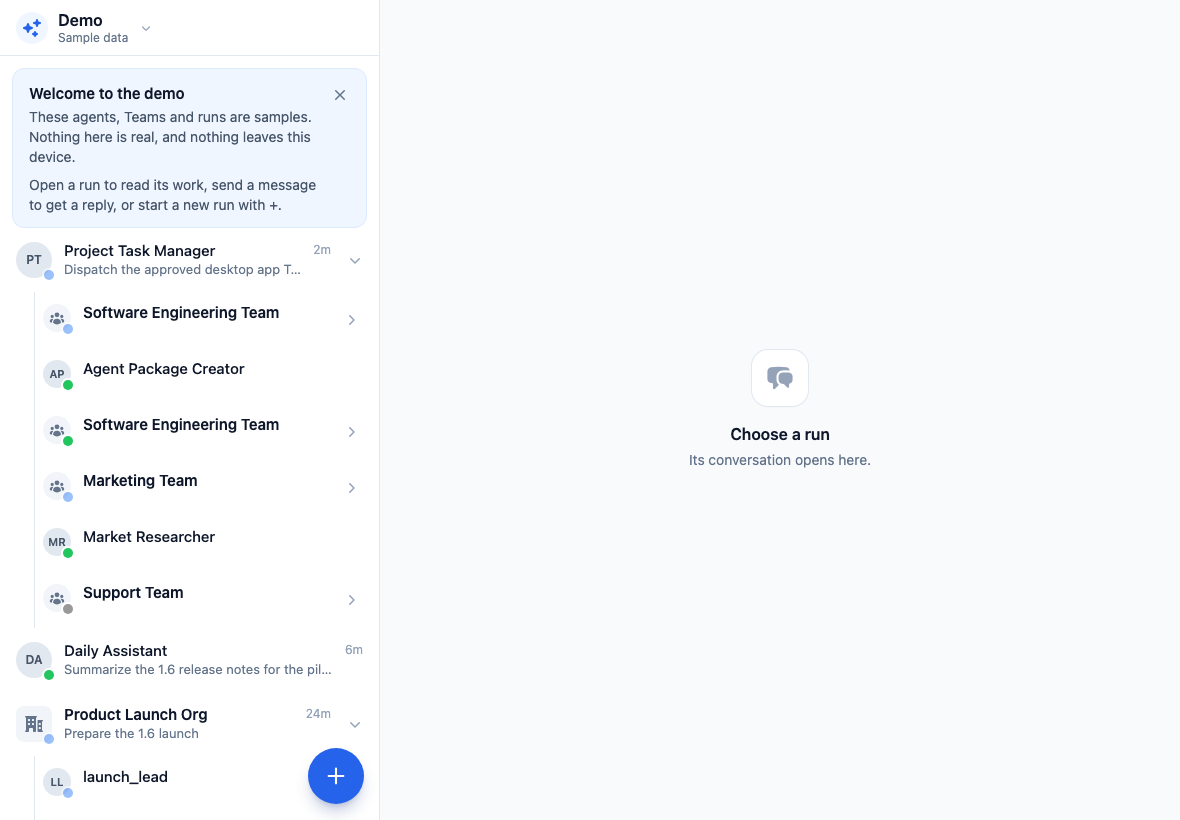 Demo
Sample data
Welcome to the demo
These agents, Teams and runs are samples.
Nothing here is real, and nothing leaves this
device.
Open a run to read its work, send a message
to get a reply, or start a new run with +.
PT
Project Task Manager
2m
Dispatch the approved desktop app T...
Software Engineering Team
AP
Agent Package Creator
Software Engineering Team
Marketing Team
MR
Market Researcher
Support Team
DA
Daily Assistant
6m
Summarize the 1.6 release notes for the pil...
Product Launch Org
24m
Prepare the 1.6 launch
LL
launch_lead
Choose a run
Its conversation opens here.